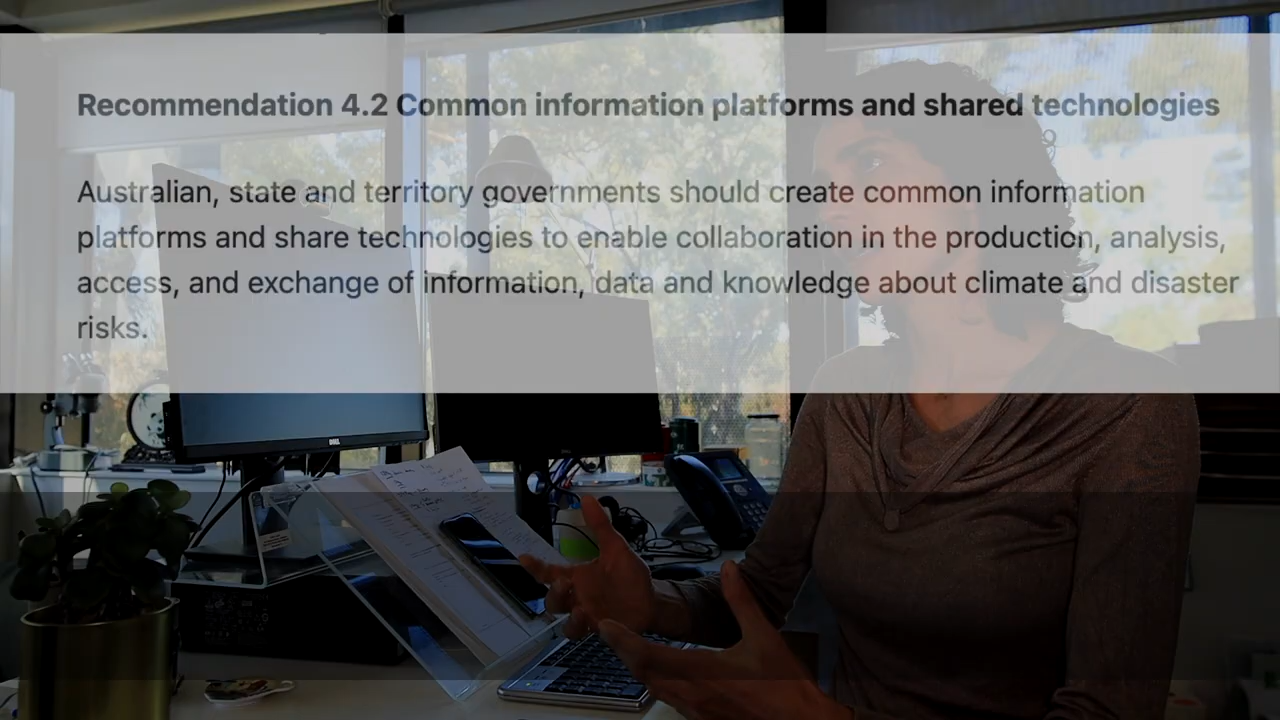 Recommendation 4.2 Common information platforms and shared technologies
Australian, state and territory governments should create common information
platforms and share technologies to enable collaboration in the production, analysis,
access, and exchange of information, data and knowledge about climate and disaster
risks.
DELL